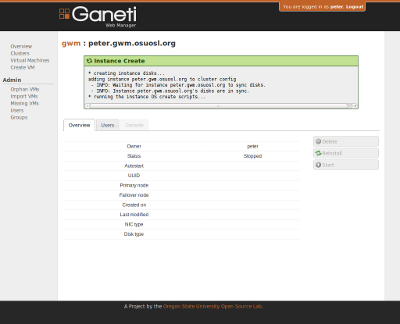 Ganeti
Web Manager
You are logged in as peter. Logout
Overview
Clusters
Virtual Machines
Create VM
Admin
Orphan VMs
Import VMs
Missing VMs
Users
Groups
gwm : peter.gwm.osuosl.org
Instance Create
* creating instance disks...
adding instance peter.gwm.osuosl.org to cluster config
- INFO: Waiting for instance peter.gwm.osuosl.org to sync disks.
- INFO: Instance peter.gwm.osuosl.org's disks are in sync.
* running the instance OS create scripts...
Overview Users Console
Owner peter
Status Stopped
Autostart
UUID
Primary node
Failover node
Created on
Last modified
NIC type
Disk type
Delete
Reinstall
Start
A Project by the Oregon State University Open Source Lab.